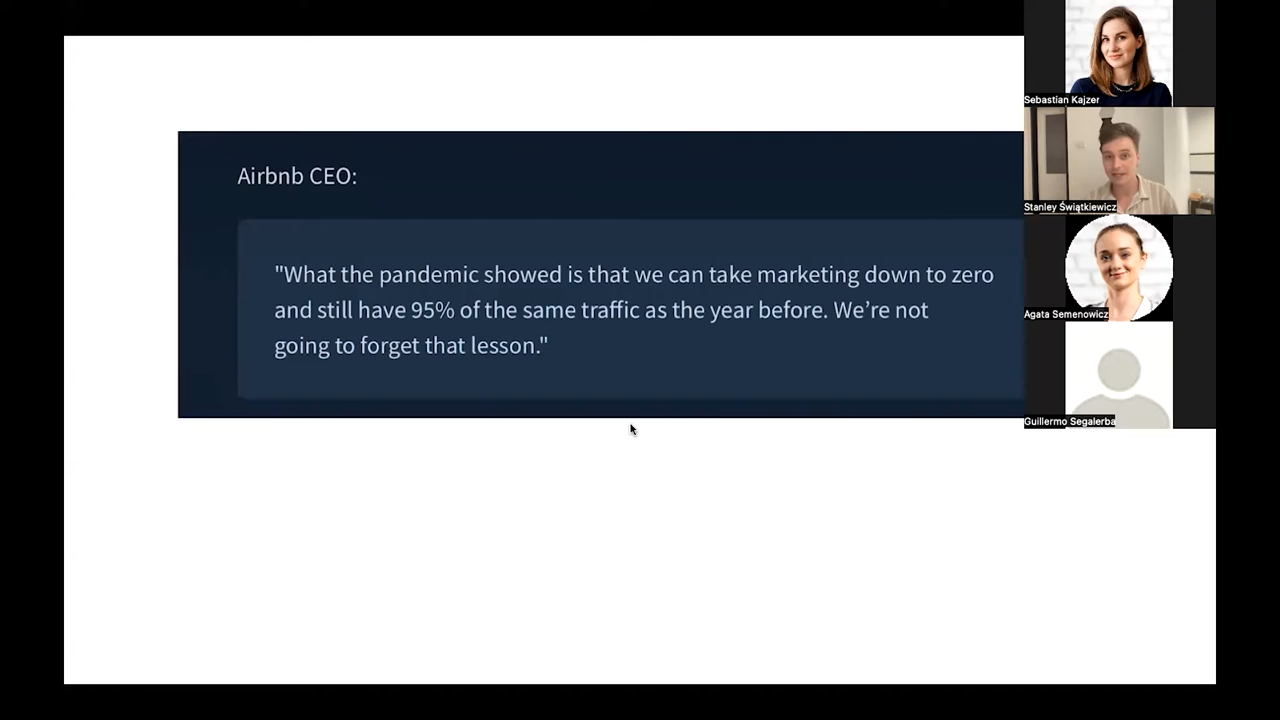 Airbnb CEO:
"What the pandemic showed is that we can take marketing down to zero
and still have 95% of the same traffic as the year before. We’re not
going to forget that lesson."
Sebastian Kajzer
Stanley Świątkiewicz
Agata Semenowicz
Guillermo Segalerba